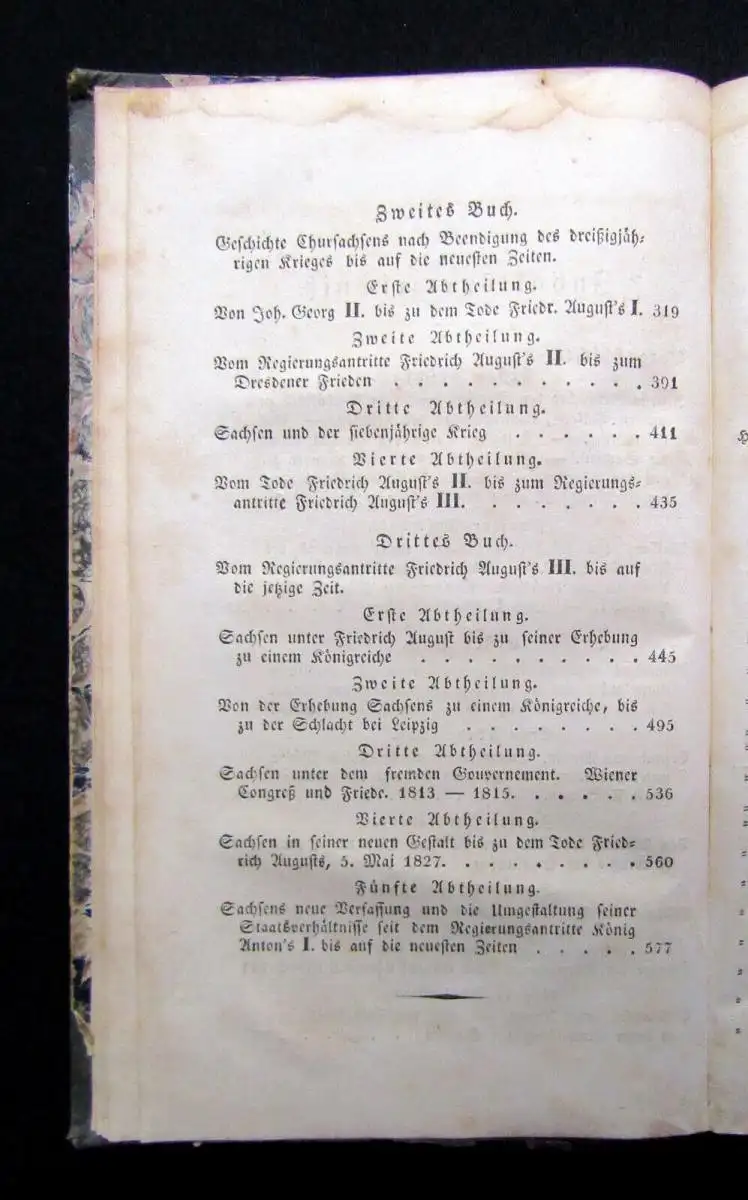 Zweites Buch.
Geschichte Chursachsens nach Beendigung des dreißigjäh-
rigen Krieges bis auf die neuesten Zeiten.
Erste Abtheilung.
Von Joh. Georg II. bis zu dem Tode Friedr. August's I. 319
Zweite Abtheilung.
Vom Regierungsantritte Friedrich August's II. bis zum
Dresdener Frieden . . . . . . . . . . . . 391
Dritte Abtheilung.
Sachsen und der siebenjährige Krieg . . . . . . 411
Vierte Abtheilung.
Vom Tode Friedrich August's II. bis zum Regierungs-
antritte Friedrich August's III. . . . . . . . 435
Drittes Buch.
Vom Regierungsantritte Friedrich August's III. bis auf
die jetzige Zeit.
Erste Abtheilung.
Sachsen unter Friedrich August bis zu seiner Erhebung
zu einem Königreiche . . . . . . . . . . 445
Zweite Abtheilung.
Von der Erhebung Sachsens zu einem Königreiche, bis
zu der Schlacht bei Leipzig . . . . . . . . 495
Dritte Abtheilung.
Sachsen unter dem fremden Gouvernement. Wiener
Congreß und Friede. 1813 — 1815. . . . . . 536
Vierte Abtheilung.
Sachsen in seiner neuen Gestalt bis zu dem Tode Fried-
rich Augusts, 5. Mai 1827. . . . . . . . . 560
Fünfte Abtheilung.
Sachsens neue Verfassung und die Umgestaltung seiner
Staatsverhältnisse seit dem Regierungsantritte König
Anton's I. bis auf die neuesten Zeiten . . . . . 577